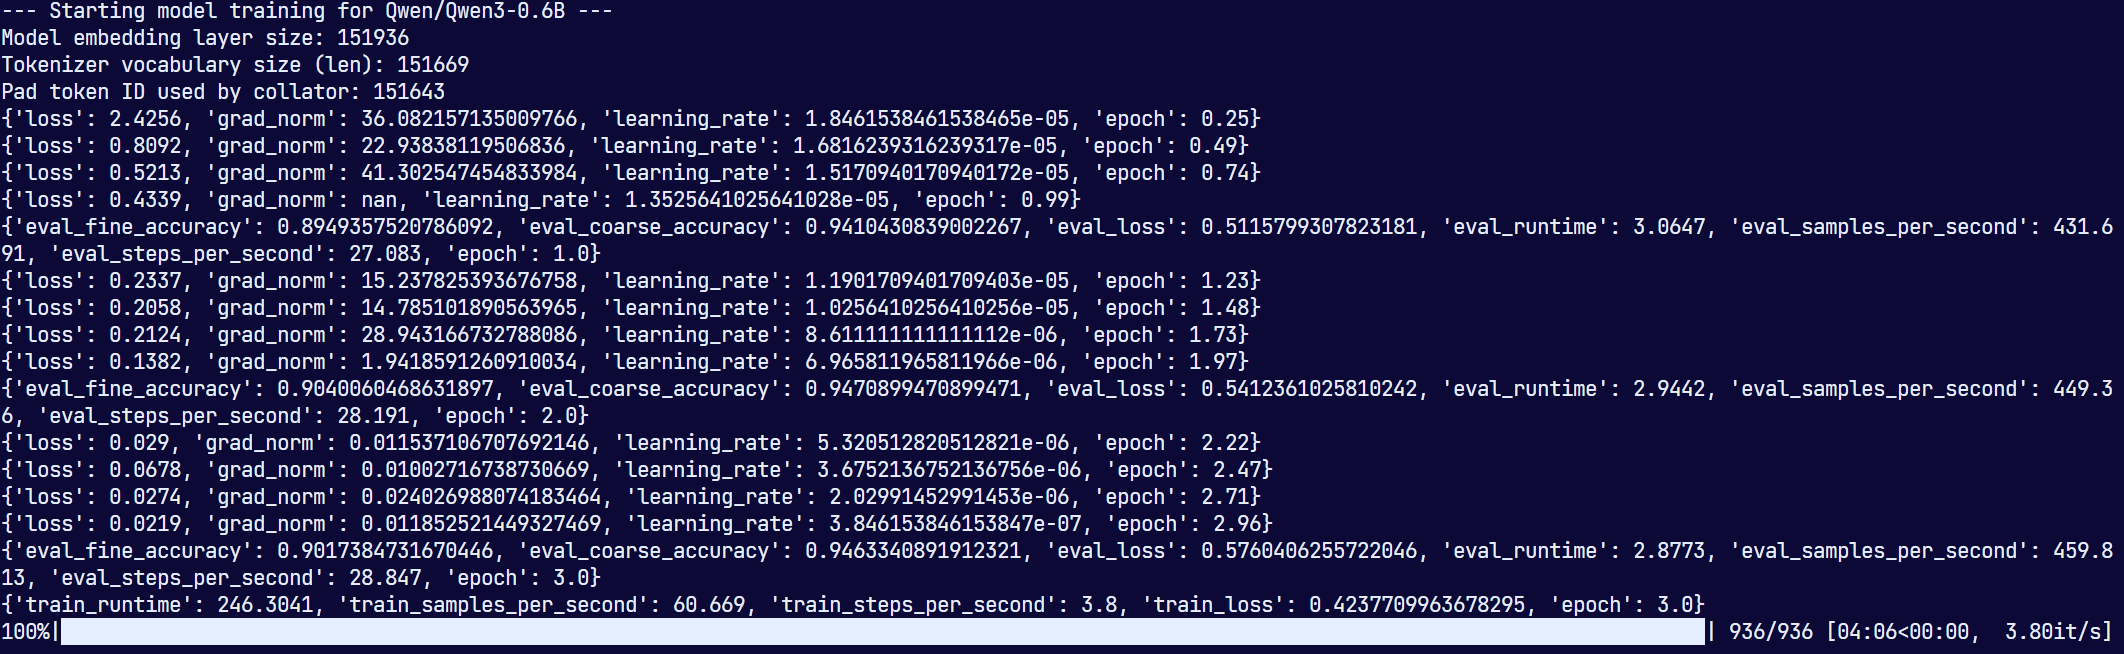 --- Starting model training for Qwen/Qwen3-0.6B ---
Model embedding layer size: 151936
Tokenizer vocabulary size (len): 151669
Pad token ID used by collator: 151643
{'loss': 2.4256, 'grad_norm': 36.082157135009766, 'learning_rate': 1.8461538461538465e-05, 'epoch': 0.25}
{'loss': 0.8092, 'grad_norm': 22.93838119506836, 'learning_rate': 1.6816239316239317e-05, 'epoch': 0.49}
{'loss': 0.5213, 'grad_norm': 41.302547454833984, 'learning_rate': 1.5170940170940172e-05, 'epoch': 0.74}
{'loss': 0.4339, 'grad_norm': nan, 'learning_rate': 1.3525641025641028e-05, 'epoch': 0.99}
{'eval_fine_accuracy': 0.8949357520786092, 'eval_coarse_accuracy': 0.9410430839002267, 'eval_loss': 0.5115799307823181, 'eval_runtime': 3.0647, 'eval_samples_per_second': 431.6
91, 'eval_steps_per_second': 27.083, 'epoch': 1.0}
{'loss': 0.2337, 'grad_norm': 15.237825393676758, 'learning_rate': 1.1901709401709403e-05, 'epoch': 1.23}
{'loss': 0.2058, 'grad_norm': 14.785101890563965, 'learning_rate': 1.0256410256410256e-05, 'epoch': 1.48}
{'loss': 0.2124, 'grad_norm': 28.943166732788086, 'learning_rate': 8.611111111111112e-06, 'epoch': 1.73}
{'loss': 0.1382, 'grad_norm': 1.9418591260910034, 'learning_rate': 6.965811965811966e-06, 'epoch': 1.97}
{'eval_fine_accuracy': 0.9040060468631897, 'eval_coarse_accuracy': 0.9470899470899471, 'eval_loss': 0.5412361025810242, 'eval_runtime': 2.9442, 'eval_samples_per_second': 449.3
6, 'eval_steps_per_second': 28.191, 'epoch': 2.0}
{'loss': 0.029, 'grad_norm': 0.011537106707692146, 'learning_rate': 5.320512820512821e-06, 'epoch': 2.22}
{'loss': 0.0678, 'grad_norm': 0.01002716738730669, 'learning_rate': 3.6752136752136756e-06, 'epoch': 2.47}
{'loss': 0.0274, 'grad_norm': 0.024026988074183464, 'learning_rate': 2.02991452991453e-06, 'epoch': 2.71}
{'loss': 0.0219, 'grad_norm': 0.011852521449327469, 'learning_rate': 3.846153846153847e-07, 'epoch': 2.96}
{'eval_fine_accuracy': 0.9017384731670446, 'eval_coarse_accuracy': 0.9463340891912321, 'eval_loss': 0.5760406255722046, 'eval_runtime': 2.8773, 'eval_samples_per_second': 459.8
13, 'eval_steps_per_second': 28.847, 'epoch': 3.0}
{'train_runtime': 246.3041, 'train_samples_per_second': 60.669, 'train_steps_per_second': 3.8, 'train_loss': 0.4237709963678295, 'epoch': 3.0}
100%| | 936/936 [04:06<00:00,  3.80it/s]